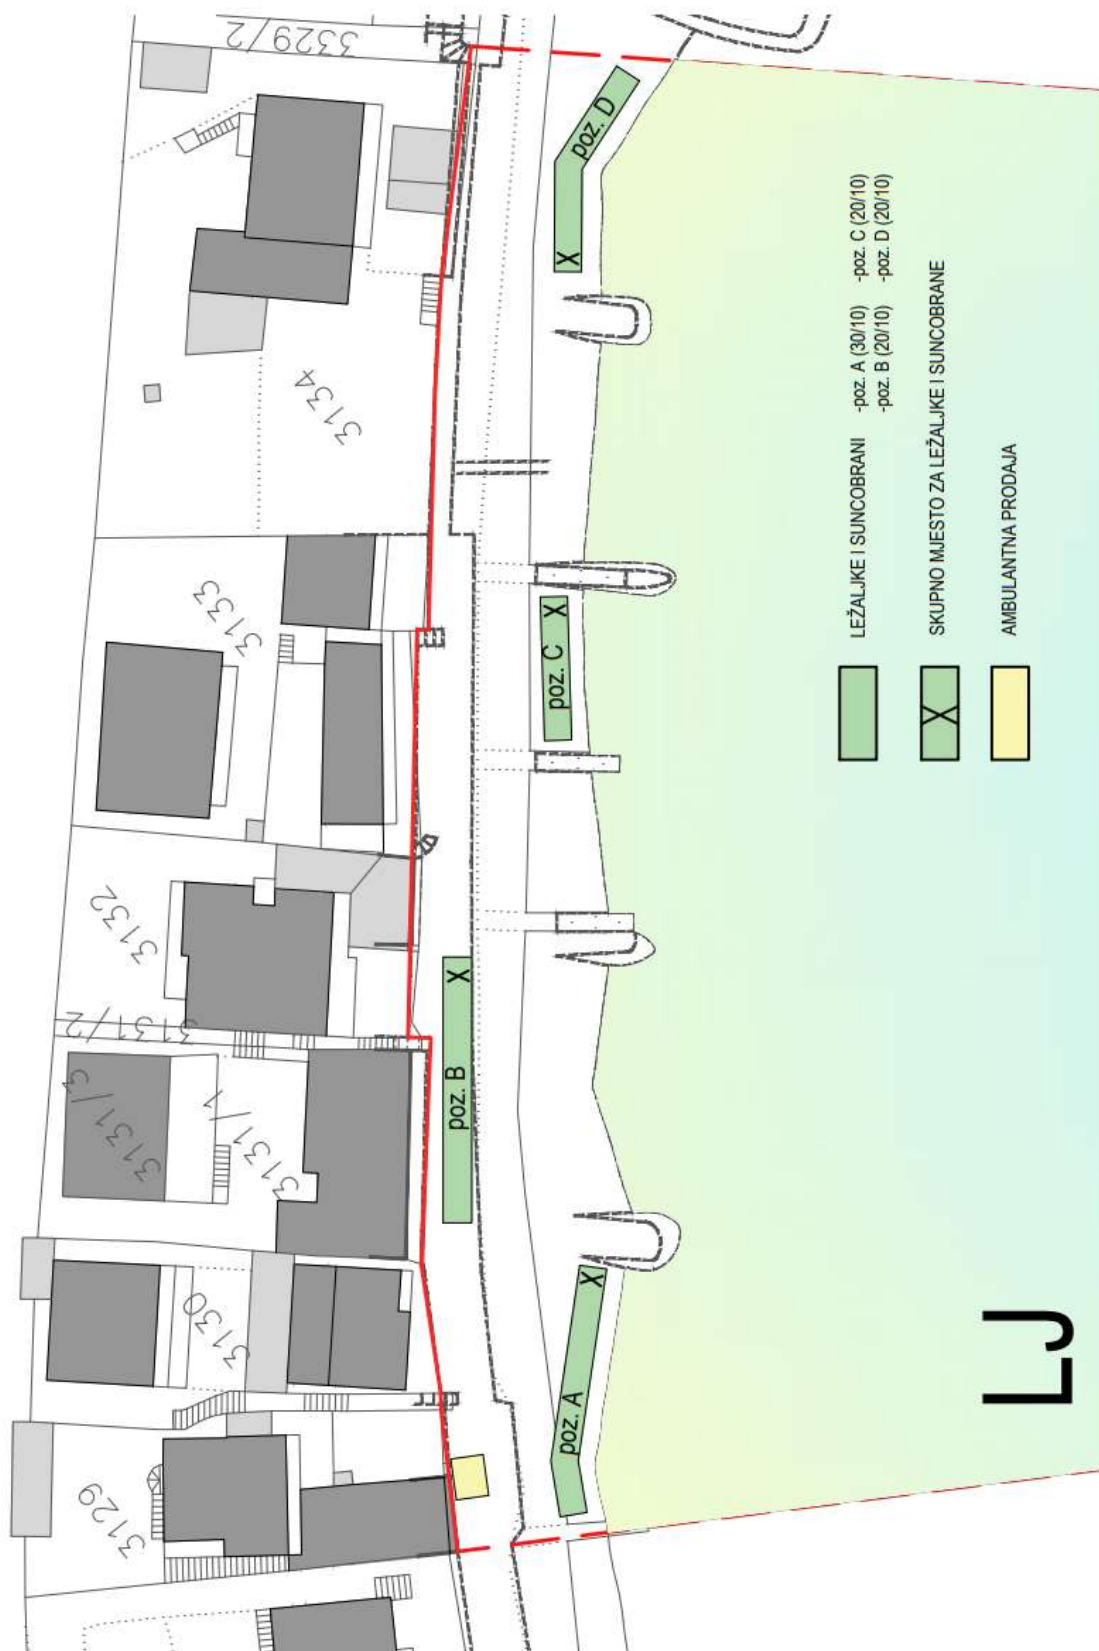 3129
3130
3131/3
3131/1
3131/2
3132
3133
3134
3329/2
poz. A
X
poz. B
X
poz. C
X
poz. D
X
LEŽALJKE I SUNCOBRANI -poz. A (30/10) -poz. C (20/10)
-poz. B (20/10) -poz. D (20/10)
X SKUPNO MJESTO ZA LEŽALJKE I SUNCOBRANE
AMBULANTNA PRODAJA
LJ